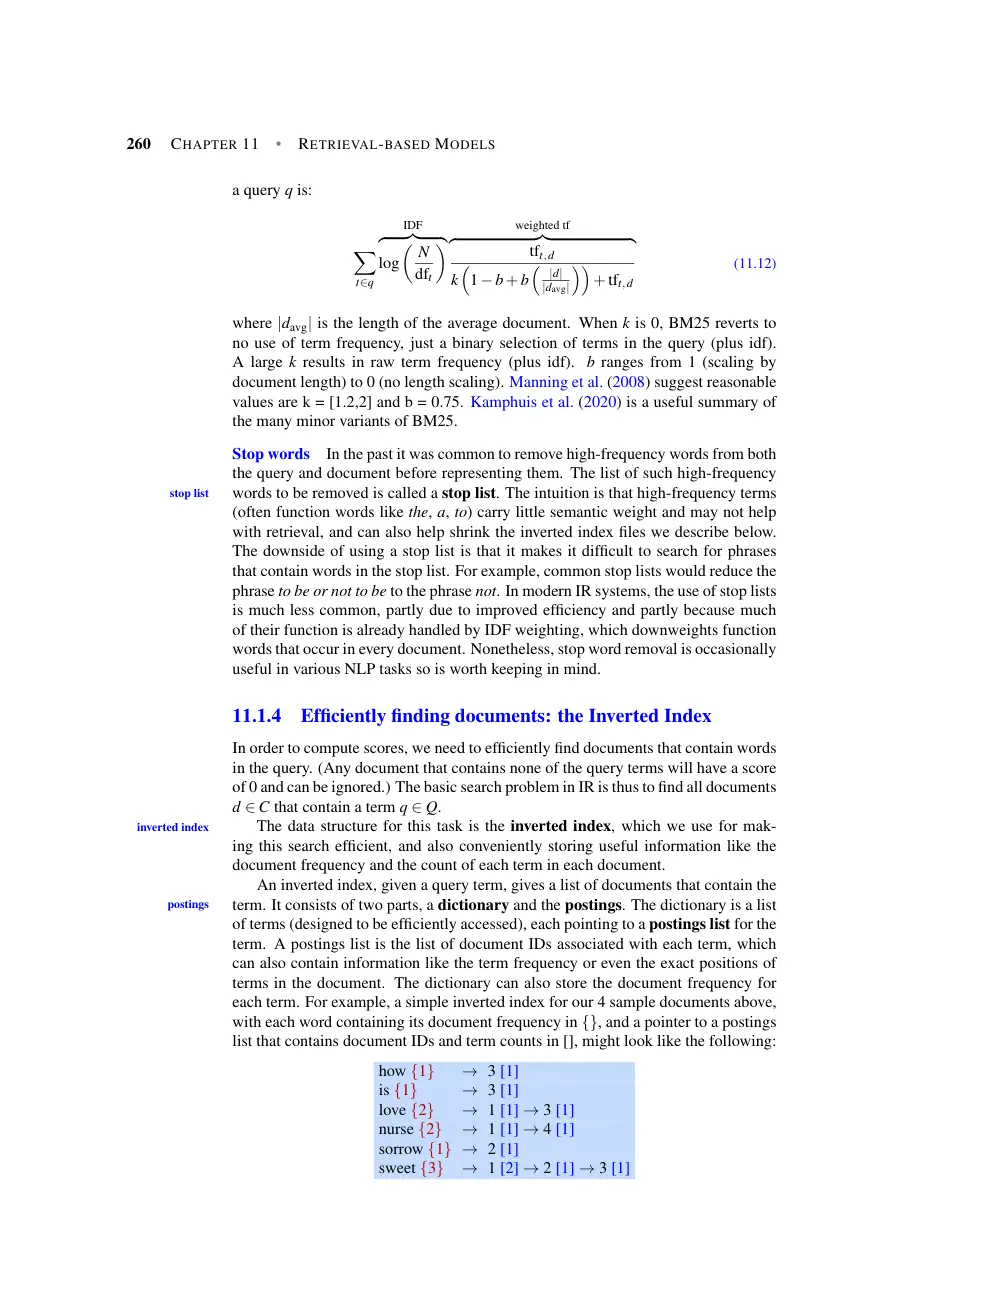 260 CHAPTER 11 • RETRIEVAL-BASED MODELS
a query q is:
IDF weighted tf
∑_{t∈q} log(N/df_t) tf_{t,d} / (k(1−b+b(|d|/|d_avg|))+tf_{t,d}) (11.12)
where |d_avg| is the length of the average document. When k is 0, BM25 reverts to
no use of term frequency, just a binary selection of terms in the query (plus idf).
A large k results in raw term frequency (plus idf). b ranges from 1 (scaling by
document length) to 0 (no length scaling). Manning et al. (2008) suggest reasonable
values are k = [1.2,2] and b = 0.75. Kamphuis et al. (2020) is a useful summary of
the many minor variants of BM25.
Stop words In the past it was common to remove high-frequency words from both
the query and document before representing them. The list of such high-frequency
stop list words to be removed is called a stop list. The intuition is that high-frequency terms
(often function words like the, a, to) carry little semantic weight and may not help
with retrieval, and can also help shrink the inverted index files we describe below.
The downside of using a stop list is that it makes it difficult to search for phrases
that contain words in the stop list. For example, common stop lists would reduce the
phrase to be or not to be to the phrase not. In modern IR systems, the use of stop lists
is much less common, partly due to improved efficiency and partly because much
of their function is already handled by IDF weighting, which downweights function
words that occur in every document. Nonetheless, stop word removal is occasionally
useful in various NLP tasks so is worth keeping in mind.
11.1.4 Efficiently finding documents: the Inverted Index
In order to compute scores, we need to efficiently find documents that contain words
in the query. (Any document that contains none of the query terms will have a score
of 0 and can be ignored.) The basic search problem in IR is thus to find all documents
d ∈ C that contain a term q ∈ Q.
inverted index The data structure for this task is the inverted index, which we use for mak-
ing this search efficient, and also conveniently storing useful information like the
document frequency and the count of each term in each document.
An inverted index, given a query term, gives a list of documents that contain the
postings term. It consists of two parts, a dictionary and the postings. The dictionary is a list
of terms (designed to be efficiently accessed), each pointing to a postings list for the
term. A postings list is the list of document IDs associated with each term, which
can also contain information like the term frequency or even the exact positions of
terms in the document. The dictionary can also store the document frequency for
each term. For example, a simple inverted index for our 4 sample documents above,
with each word containing its document frequency in {}, and a pointer to a postings
list that contains document IDs and term counts in [], might look like the following:
how {1} → 3 [1]
is {1} → 3 [1]
love {2} → 1 [1] → 3 [1]
nurse {2} → 1 [1] → 4 [1]
sorrow {1} → 2 [1]
sweet {3} → 1 [2] → 2 [1] → 3 [1]